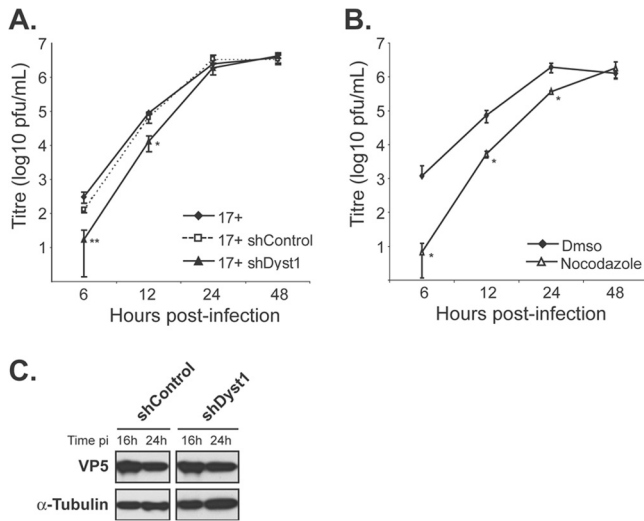 A.
7
6
5
4
3
2
1
Titre (log10 pfu/mL)
**
*
17+
17+ shControl
17+ shDyst1
6 12 24 48
Hours post-infection
B.
7
6
5
4
3
2
1
Titre (log10 pfu/mL)
*
*
*
Dmso
Nocodazole
6 12 24 48
Hours post-infection
C.
shControl
shDyst1
Time pi 16h 24h 16h 24h
VP5
α-Tubulin